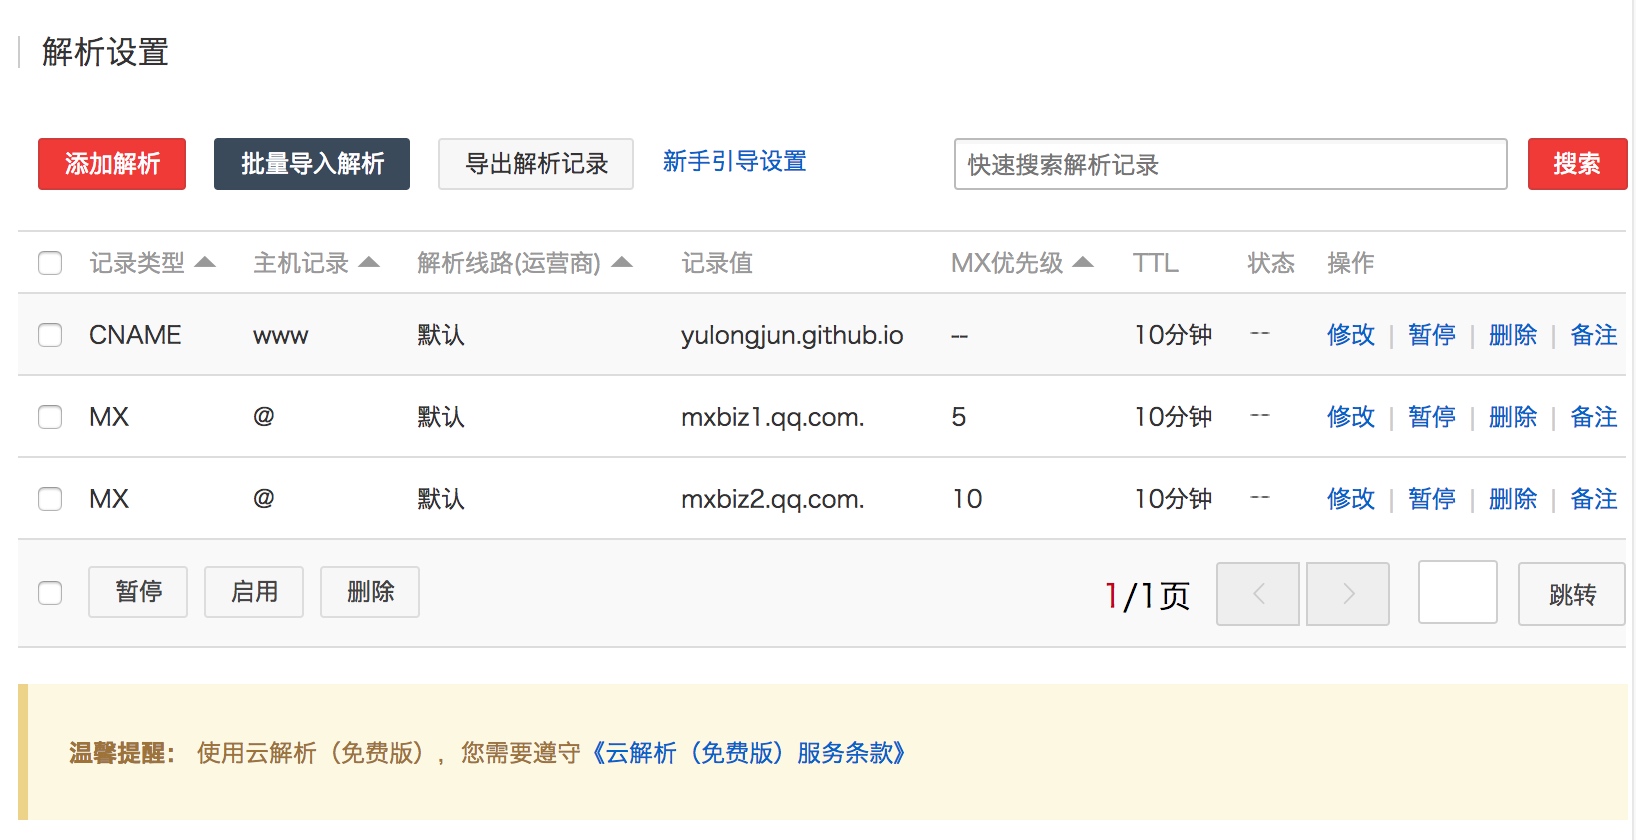 解析设置
添加解析 批量导入解析 导出解析记录 新手引导设置 快速搜索解析记录 搜索
记录类型 主机记录 解析线路(运营商) 记录值 MX优先级 TTL 状态 操作
CNAME www 默认 yulongjun.github.io -- 10分钟 -- 修改 | 暂停 | 删除 | 备注
MX @ 默认 mxbiz1.qq.com. 5 10分钟 -- 修改 | 暂停 | 删除 | 备注
MX @ 默认 mxbiz2.qq.com. 10 10分钟 -- 修改 | 暂停 | 删除 | 备注
暂停 启用 删除 1/1页 < > 跳转
温馨提醒： 使用云解析（免费版），您需要遵守《云解析（免费版）服务条款》